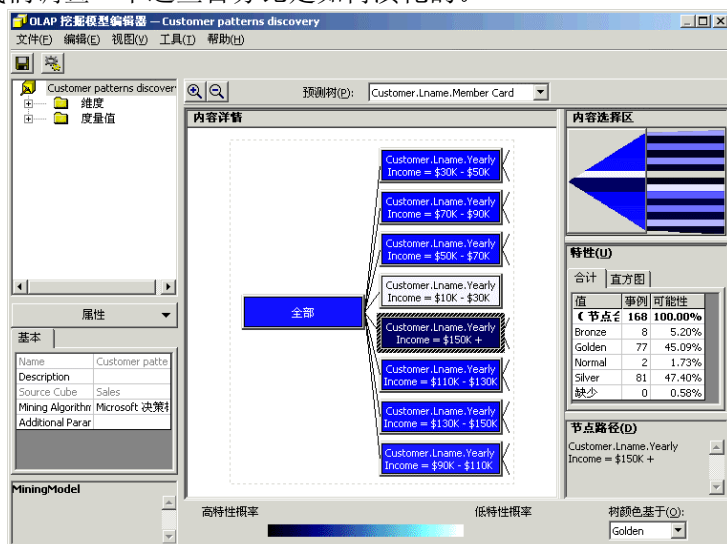 OLAP 挖掘模型编辑器 — Customer patterns discovery
文件(F) 编辑(E) 视图(V) 工具(T) 帮助(H)
Customer patterns discover
维度
度量值
预测树(P): Customer.Lname.Member Card
内容详情
全部
Customer.Lname.Yearly
Income = $30K - $50K
Customer.Lname.Yearly
Income = $70K - $90K
Customer.Lname.Yearly
Income = $50K - $70K
Customer.Lname.Yearly
Income = $10K - $30K
Customer.Lname.Yearly
Income = $150K +
Customer.Lname.Yearly
Income = $110K - $130K
Customer.Lname.Yearly
Income = $130K - $150K
Customer.Lname.Yearly
Income = $90K - $110K
高特性概率
低特性概率
属性
基本
Name Customer patte
Description
Source Cube Sales
Mining Algorithm Microsoft 决策
Additional Parar
MiningModel
内容选择区
特性(U)
合计 直方图
值 事例 可能性
( 节点 168 100.00%
Bronze 8 5.20%
Golden 77 45.09%
Normal 2 1.73%
Silver 81 47.40%
缺少 0 0.58%
节点路径(D)
Customer.Lname.Yearly
Income = $150K +
树颜色基于(O):
Golden